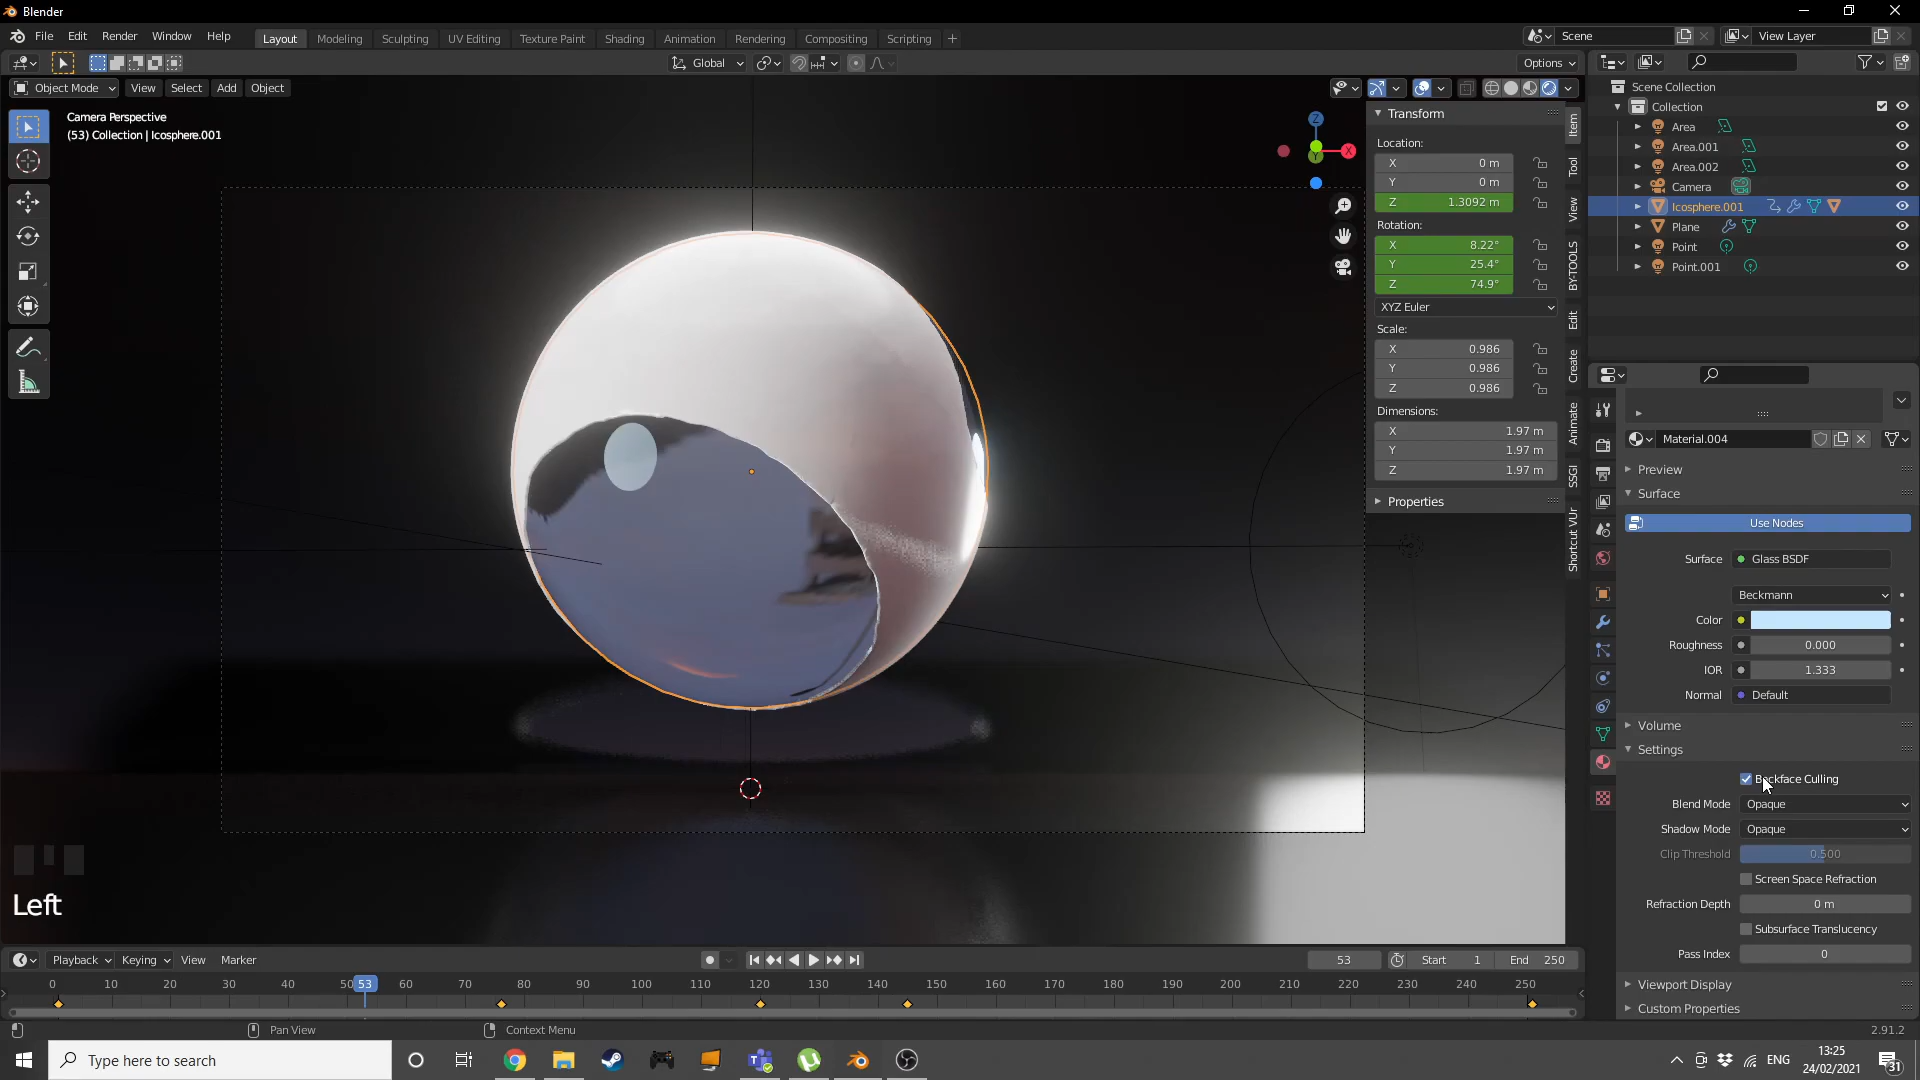 Blender
File Edit Render Window Help
Layout Modeling Sculpting UV Editing Texture Paint Shading Animation Rendering Compositing Scripting +
Scene
View Layer
Global
Options
Object Mode View Select Add Object
Camera Perspective
(53) Collection | Icosphere.001
Z
X
Y
Transform
Location:
X 0 m
Y 0 m
Z 1.3092 m
Rotation:
X 8.22°
Y 25.4°
Z 74.9°
XYZ Euler
Scale:
X 0.986
Y 0.986
Z 0.986
Dimensions:
X 1.97 m
Y 1.97 m
Z 1.97 m
Properties
Item
Tool
View
BY-TOOLS
Edit
Create
Animate
SSGI
Shortcut VUr
Scene Collection
Collection
Area
Area.001
Area.002
Camera
Icosphere.001
Plane
Point
Point.001
Material.004
Preview
Surface
Use Nodes
Surface Glass BSDF
Beckmann
Color
Roughness 0.000
IOR 1.333
Normal Default
Volume
Settings
Backface Culling
Blend Mode Opaque
Shadow Mode Opaque
Clip Threshold 0.500
Screen Space Refraction
Refraction Depth 0 m
Subsurface Translucency
Pass Index 0
Viewport Display
Custom Properties
Left
Playback Keying View Marker
53 Start 1 End 250
0 10 20 30 40 50 53 60 70 80 90 100 110 120 130 140 150 160 170 180 190 200 210 220 230 240 250
Pan View Context Menu 2.91.2
Type here to search
ENG
13:25
24/02/2021
31